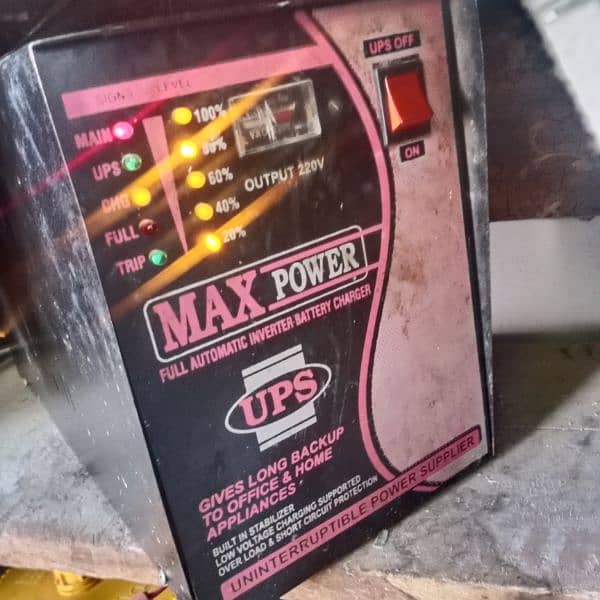 UPS OFF
ON
LEVEL
MAIN
UPS
CHG
FULL
TRIP
100%
80%
60%
40%
20%
OUTPUT 220V
MAX POWER
FULL AUTOMATIC INVERTER-BATTERY CHARGER
UPS
GIVES LONG BACKUP
TO OFFICE & HOME
APPLIANCES
BUILT IN STABILIZER
LOW VOLTAGE CHARGING SUPPORTED
OVER LOAD & SHORT CIRCUIT PROTECTION
UNINTERRUPTIBLE POWER SUPPLIER